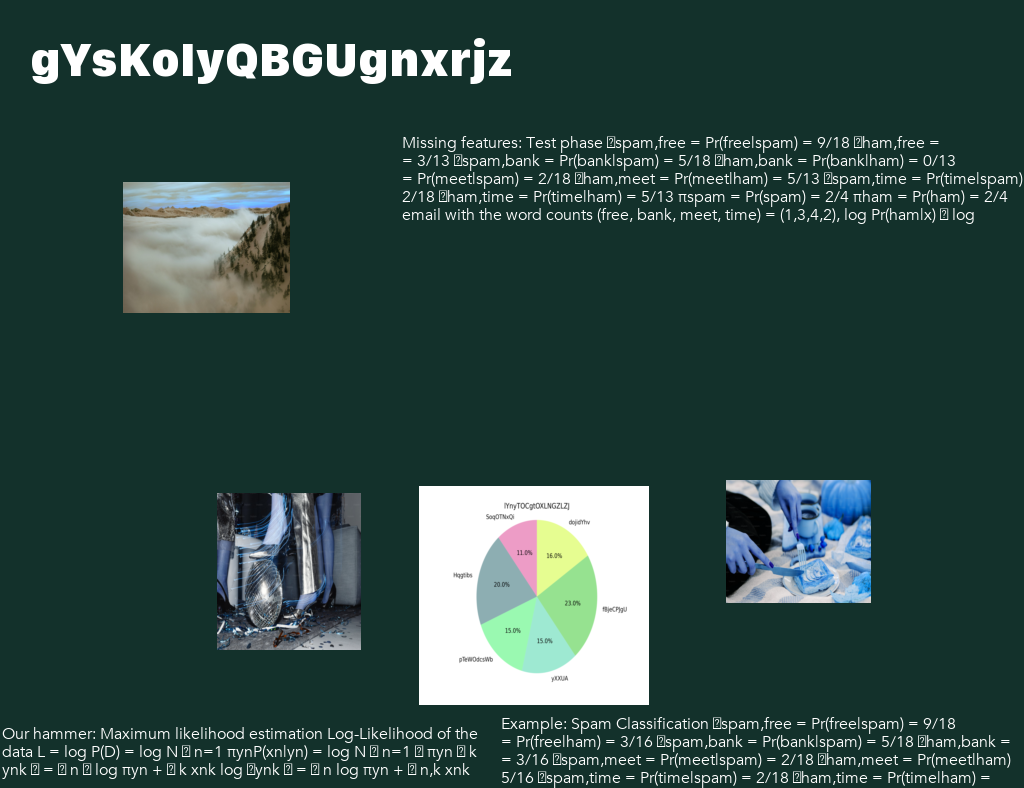 gYsKoIyQBGUgnxrjz
Missing features: Test phase ⍰spam,free = Pr(free|spam) = 9/18 ⍰ham,free =
= 3/13 ⍰spam,bank = Pr(bank|spam) = 5/18 ⍰ham,bank = Pr(bank|ham) = 0/13
= Pr(meet|spam) = 2/18 ⍰ham,meet = Pr(meet|ham) = 5/13 ⍰spam,time = Pr(time|spam)
2/18 ⍰ham,time = Pr(time|ham) = 5/13 πspam = Pr(spam) = 2/4 πham = Pr(ham) = 2/4
email with the word counts (free, bank, meet, time) = (1,3,4,2), log Pr(ham|x) ⍰ log
lYnyTOCgtOXLNGZLZJ
SoqOTNxQi
dojidYhv
11.0%
16.0%
Hqgtibs
20.0%
23.0%
fBjeCPJgU
15.0%
15.0%
pTeWOdcsWb
yXXUA
Our hammer: Maximum likelihood estimation Log-Likelihood of the
data L = log P(D) = log N ⍰ n=1 πynP(xn|yn) = log N ⍰ n=1 ⍰ πyn ⍰ k
ynk ⍰ = ⍰ n ⍰ log πyn + ⍰ k xnk log ⍰ynk ⍰ = ⍰ n log πyn + ⍰ n,k xnk
Example: Spam Classification ⍰spam,free = Pr(free|spam) = 9/18
= Pr(free|ham) = 3/16 ⍰spam,bank = Pr(bank|spam) = 5/18 ⍰ham,bank =
= 3/16 ⍰spam,meet = Pr(meet|spam) = 2/18 ⍰ham,meet = Pr(meet|ham)
5/16 ⍰spam,time = Pr(time|spam) = 2/18 ⍰ham,time = Pr(time|ham) =